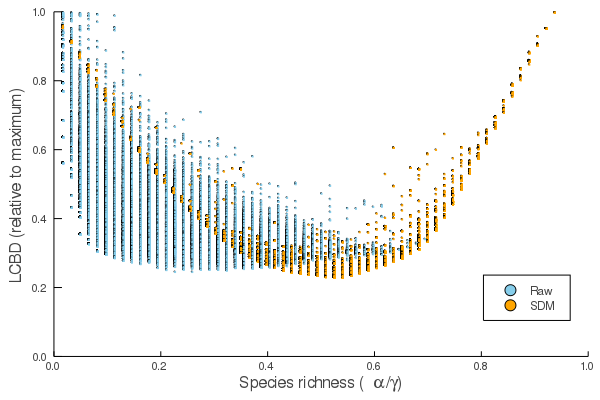 LCBD (relative to maximum)
1.0
0.8
0.6
0.4
0.2
0.0
Raw
SDM
0.0 0.2 0.4 0.6 0.8 1.0
Species richness ( α/γ)